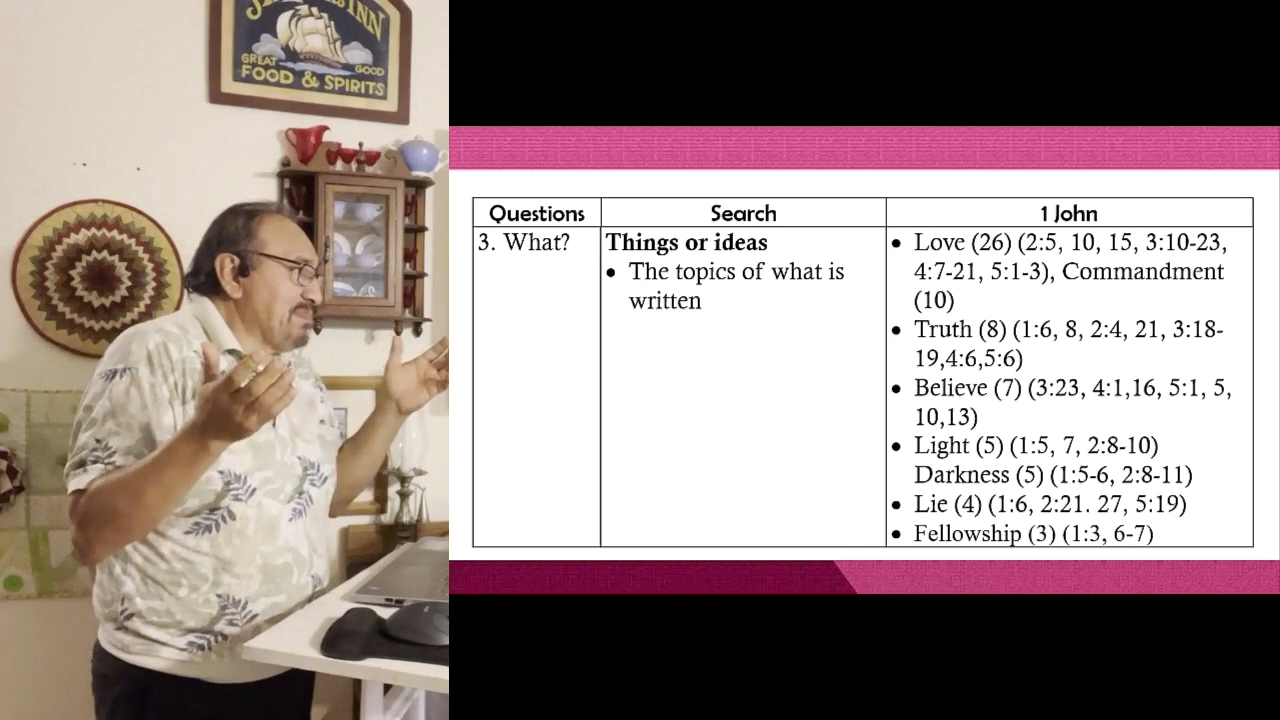 INN
GREAT GOOD
FOOD & SPIRITS
Questions Search 1 John
3. What? Things or ideas
• The topics of what is
written
• Love (26) (2:5, 10, 15, 3:10-23,
4:7-21, 5:1-3), Commandment
(10)
• Truth (8) (1:6, 8, 2:4, 21, 3:18-
19,4:6,5:6)
• Believe (7) (3:23, 4:1,16, 5:1, 5,
10,13)
• Light (5) (1:5, 7, 2:8-10)
Darkness (5) (1:5-6, 2:8-11)
• Lie (4) (1:6, 2:21. 27, 5:19)
• Fellowship (3) (1:3, 6-7)